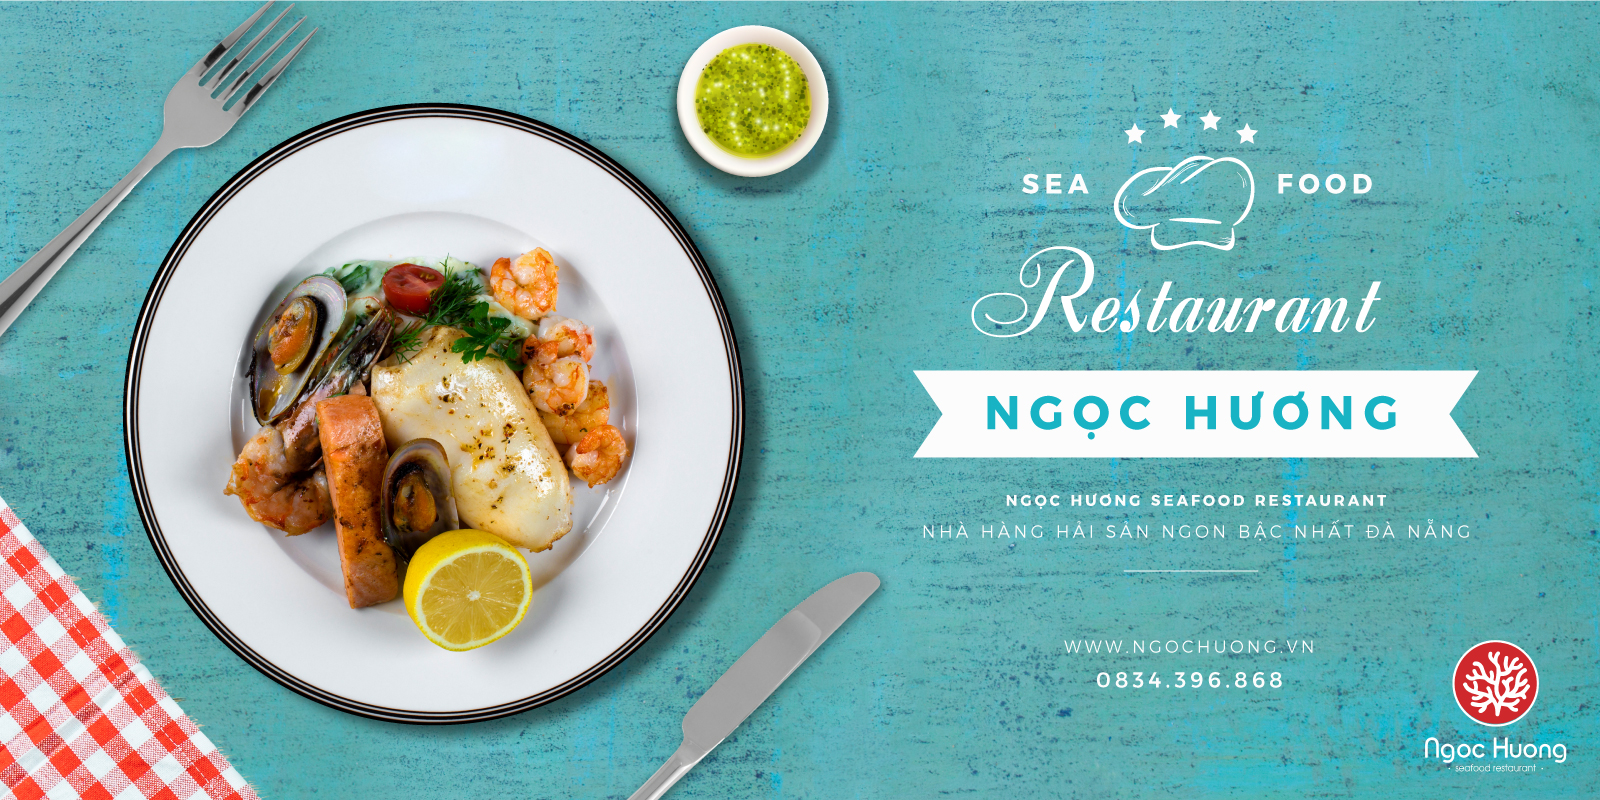 SEA FOOD
Restaurant
NGỌC HƯƠNG
NGỌC HƯƠNG SEAFOOD RESTAURANT
NHÀ HÀNG HẢI SẢN NGON BẬC NHẤT ĐÀ NẴNG
WWW.NGOCHUONG.VN
0834.396.868
Ngoc Huong
· seafood restaurant ·